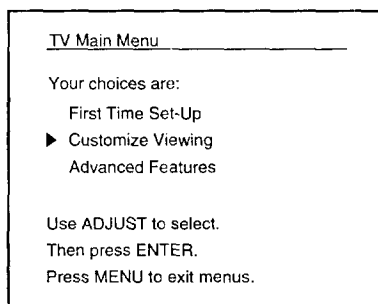 TV Main Menu
Your choices are:
First Time Set-Up
Customize Viewing
Advanced Features
Use ADJUST to select.
Then press ENTER.
Press MENU to exit menus.